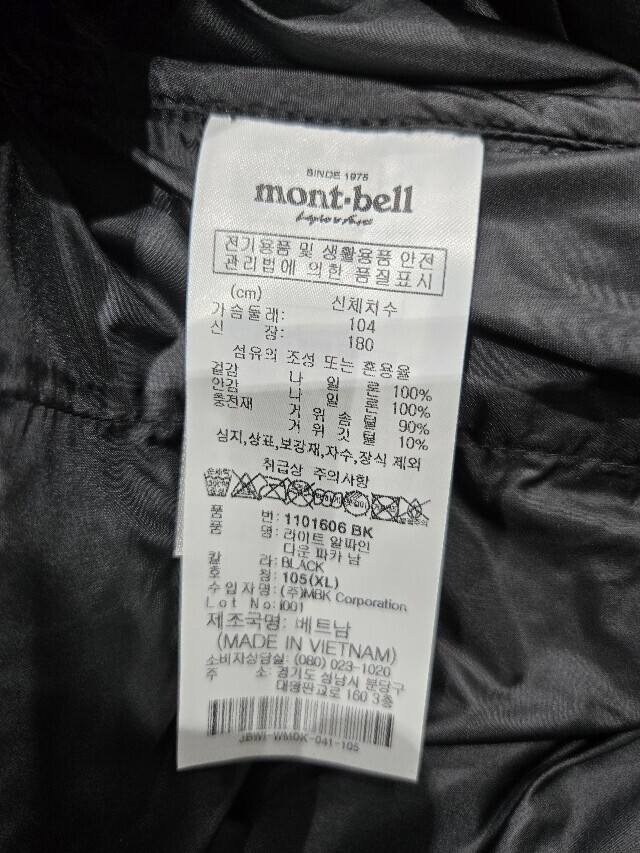 SINCE 1975
mont·bell
전기용품 및 생활용품 안전
관리법에 의한 품질표시
(cm) 신체치수
가슴둘레: 104
신 장: 180
섬유의 조성 또는 혼용율
겉감 나 일 론 100%
안감 나 일 론 100%
충전재 거 위 솜 털 90%
거 위 깃 털 10%
심지,상표,보강재,자수,장식 제외
취급상 주의사항
품 번: 1101606 BK
품 명: 라이트 알파인
다운 파카 남
칼 라: BLACK
호 칭: 105(XL)
수 입 자 명: (주)MBK Corporation
Lot No: I001
제조국명: 베트남
(MADE IN VIETNAM)
소비자상담실: (080) 023-1020
주 소: 경기도 성남시 분당구
대왕판교로 160 3층
JBWI-WMDK-041-105